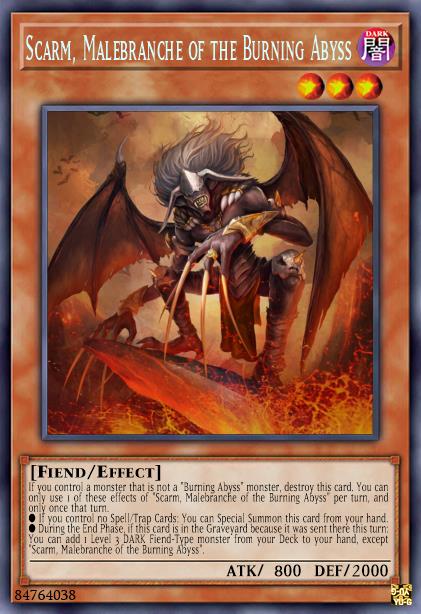 Scarm, Malebranche of the Burning Abyss
DARK
闇
[Fiend/Effect]
If you control a monster that is not a "Burning Abyss" monster, destroy this card. You can
only use 1 of these effects of "Scarm, Malebranche of the Burning Abyss" per turn, and
only once that turn.
● If you control no Spell/Trap Cards: You can Special Summon this card from your hand.
● During the End Phase, if this card is in the Graveyard because it was sent there this turn:
You can add 1 Level 3 DARK Fiend-Type monster from your Deck to your hand, except
"Scarm, Malebranche of the Burning Abyss".
ATK/ 800 DEF/2000
84764038